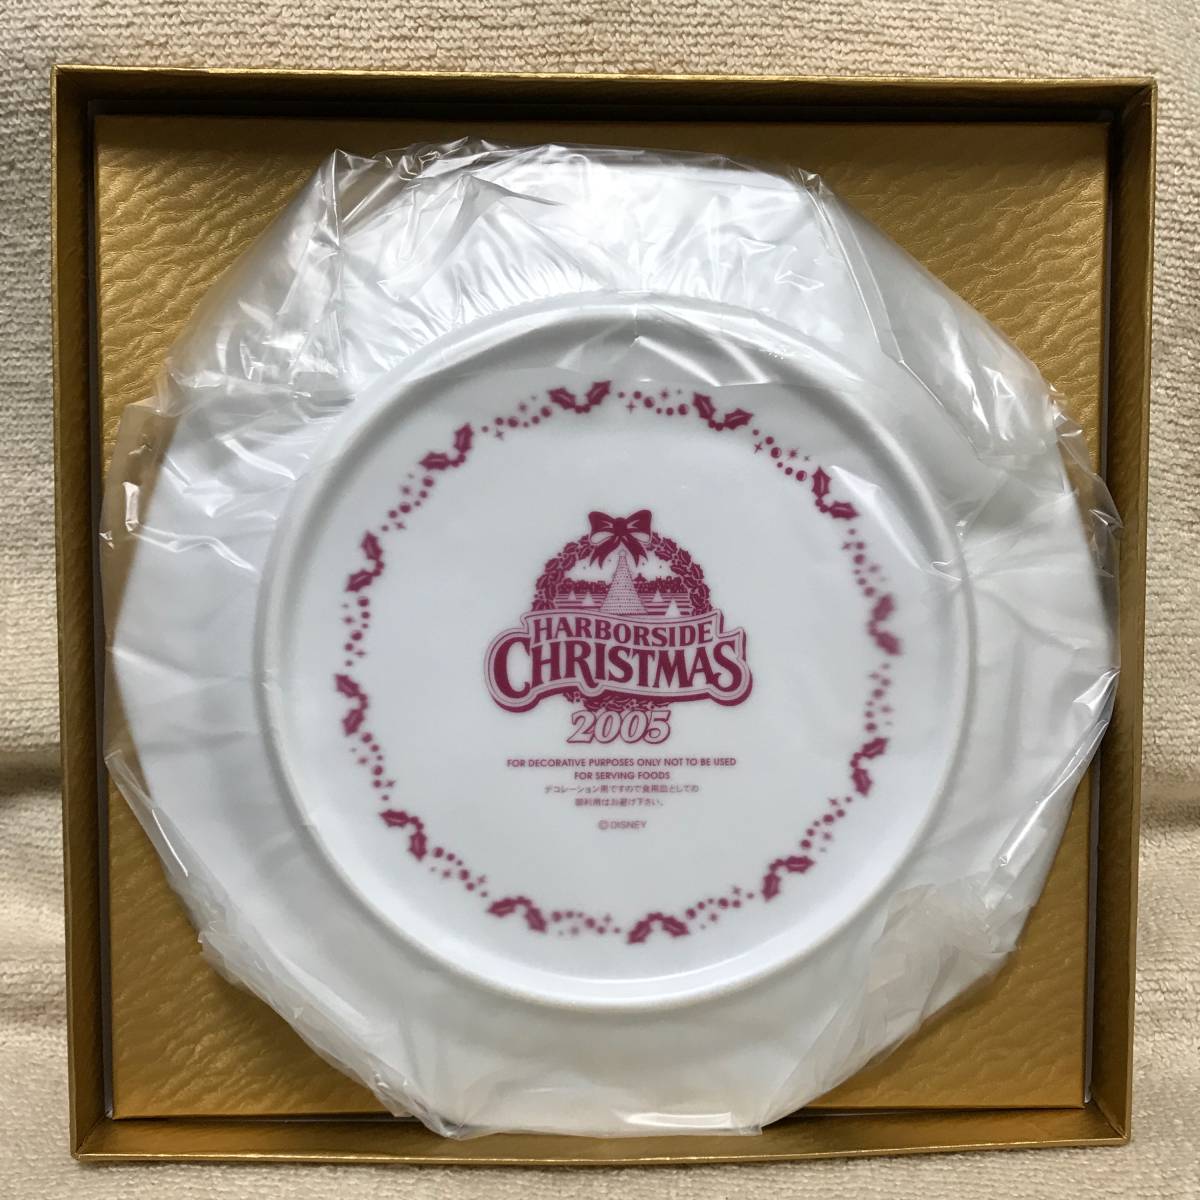 HARBORSIDE
CHRISTMAS
2005
FOR DECORATIVE PURPOSES ONLY NOT TO BE USED
FOR SERVING FOODS
デコレーション用ですので食用皿としての
御利用はお避け下さい。
©DISNEY